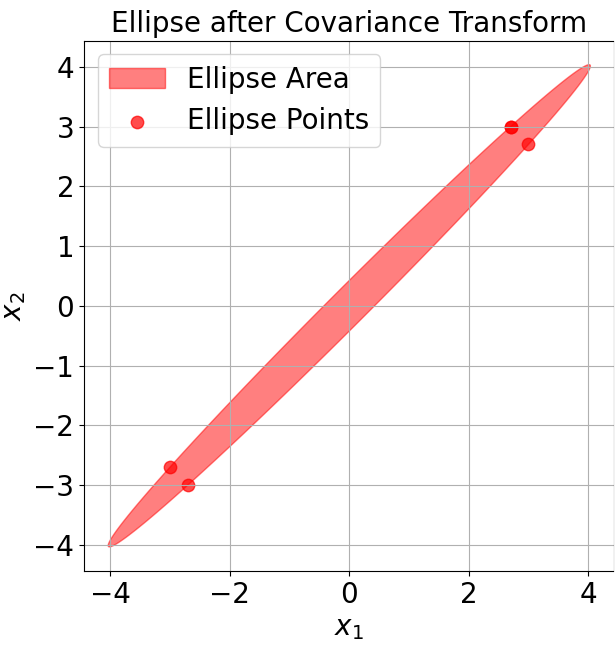 Ellipse after Covariance Transform
Ellipse Area
Ellipse Points
4
3
2
1
0
−1
−2
−3
−4
x₂
−4 −2 0 2 4
x₁